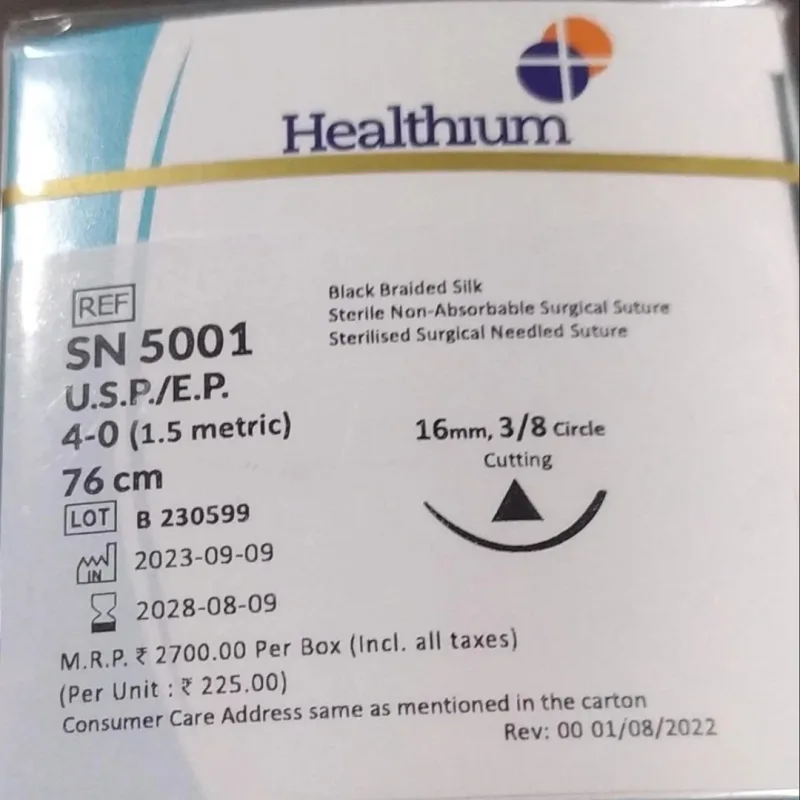 Healthium
REF
SN 5001
U.S.P./E.P.
4-0 (1.5 metric)
76 cm
LOT B 230599
IN 2023-09-09
2028-08-09
Black Braided Silk
Sterile Non-Absorbable Surgical Suture
Sterilised Surgical Needled Suture
16mm, 3/8 Circle
Cutting
M.R.P. ₹ 2700.00 Per Box (Incl. all taxes)
(Per Unit : ₹ 225.00)
Consumer Care Address same as mentioned in the carton
Rev: 00 01/08/2022